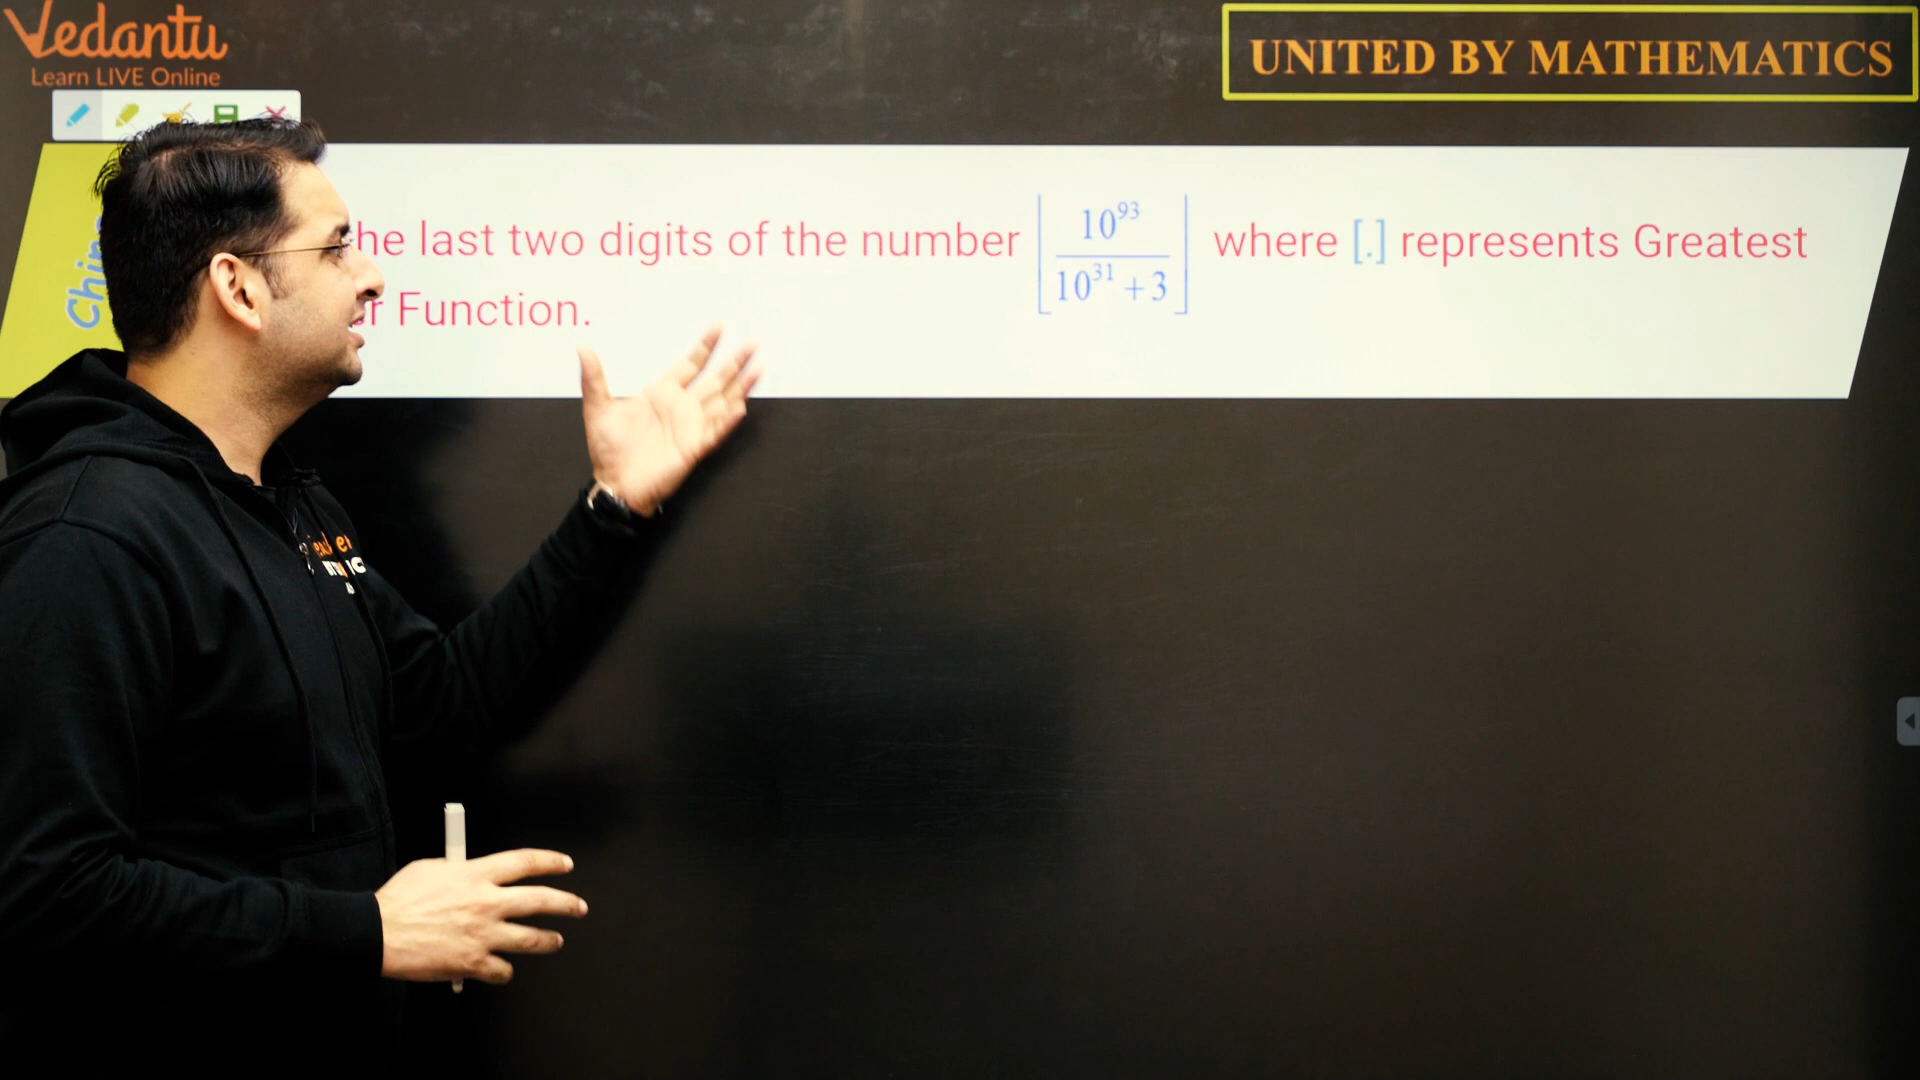 Vedantu
Learn LIVE Online
UNITED BY MATHEMATICS
he last two digits of the number ⌊10^93 / (10^31 + 3)⌋ where [.] represents Greatest
r Function.